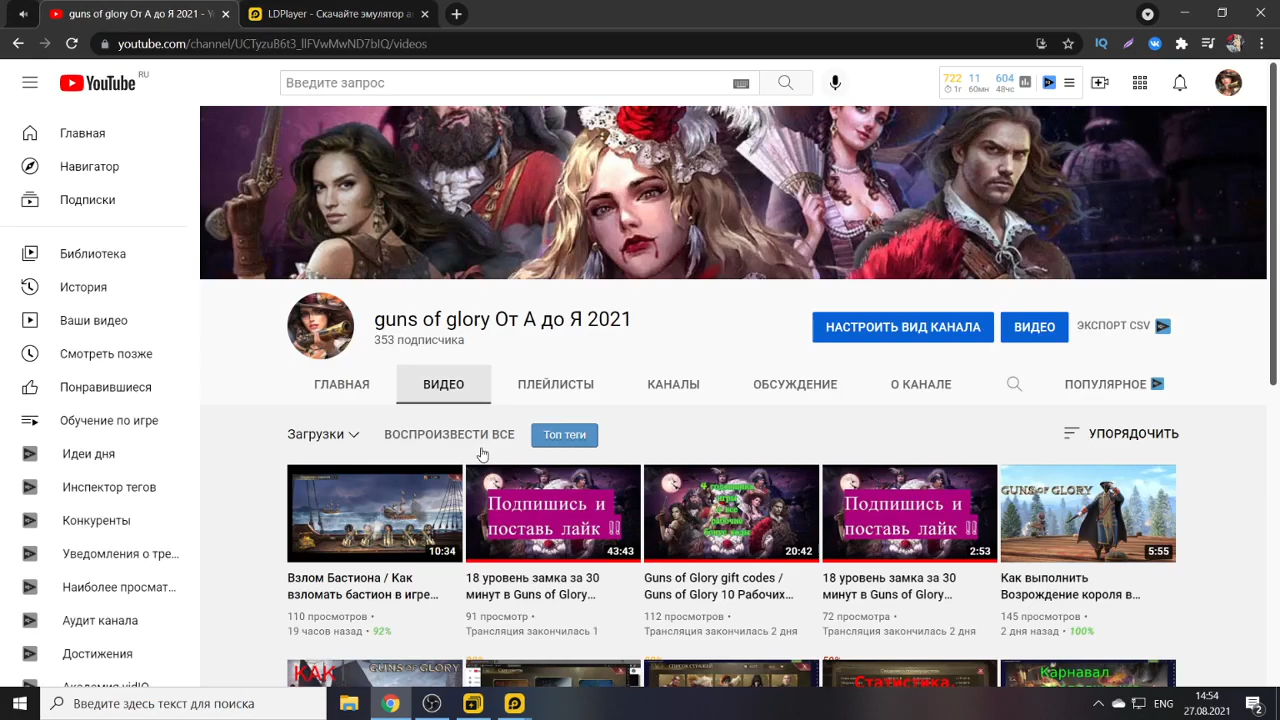 guns of glory От А до Я 2021 - Y
LDPlayer - Скачайте эмулятор ап
youtube.com/channel/UCTyzuB6t3_lIFVwMwND7bIQ/videos
YouTube RU
Введите запрос
722 11 604
1г 60мн 48чс
Главная
Навигатор
Подписки
Библиотека
История
Ваши видео
Смотреть позже
Понравившиеся
Обучение по игре
Идеи дня
Инспектор тегов
Конкуренты
Уведомления о тре...
Наиболее просмат...
Аудит канала
Достижения
guns of glory От А до Я 2021
353 подписчика
НАСТРОИТЬ ВИД КАНАЛА
ВИДЕО
ЭКСПОРТ CSV
ГЛАВНАЯ ВИДЕО ПЛЕЙЛИСТЫ КАНАЛЫ ОБСУЖДЕНИЕ О КАНАЛЕ ПОПУЛЯРНОЕ
Загрузки ВОСПРОИЗВЕСТИ ВСЕ Топ теги УПОРЯДОЧИТЬ
10:34
Взлом Бастиона / Как
взломать бастион в игре...
110 просмотров •
19 часов назад • 92%
Подпишись и
поставь лайк !!
43:43
18 уровень замка за 30
минут в Guns of Glory...
91 просмотр •
Трансляция закончилась 1
20:42
Guns of Glory gift codes /
Guns of Glory 10 Рабочих...
112 просмотров •
Трансляция закончилась 2 дня
Подпишись и
поставь лайк !!
2:53
18 уровень замка за 30
минут в Guns of Glory...
72 просмотра •
Трансляция закончилась 2 дня
GUNS OF GLORY
5:55
Как выполнить
Возрождение короля в...
145 просмотров •
2 дня назад • 100%
КАК
GUNS OF GLORY
Статистика
Карнавал
Введите здесь текст для поиска
ENG
14:54
27.08.2021
2